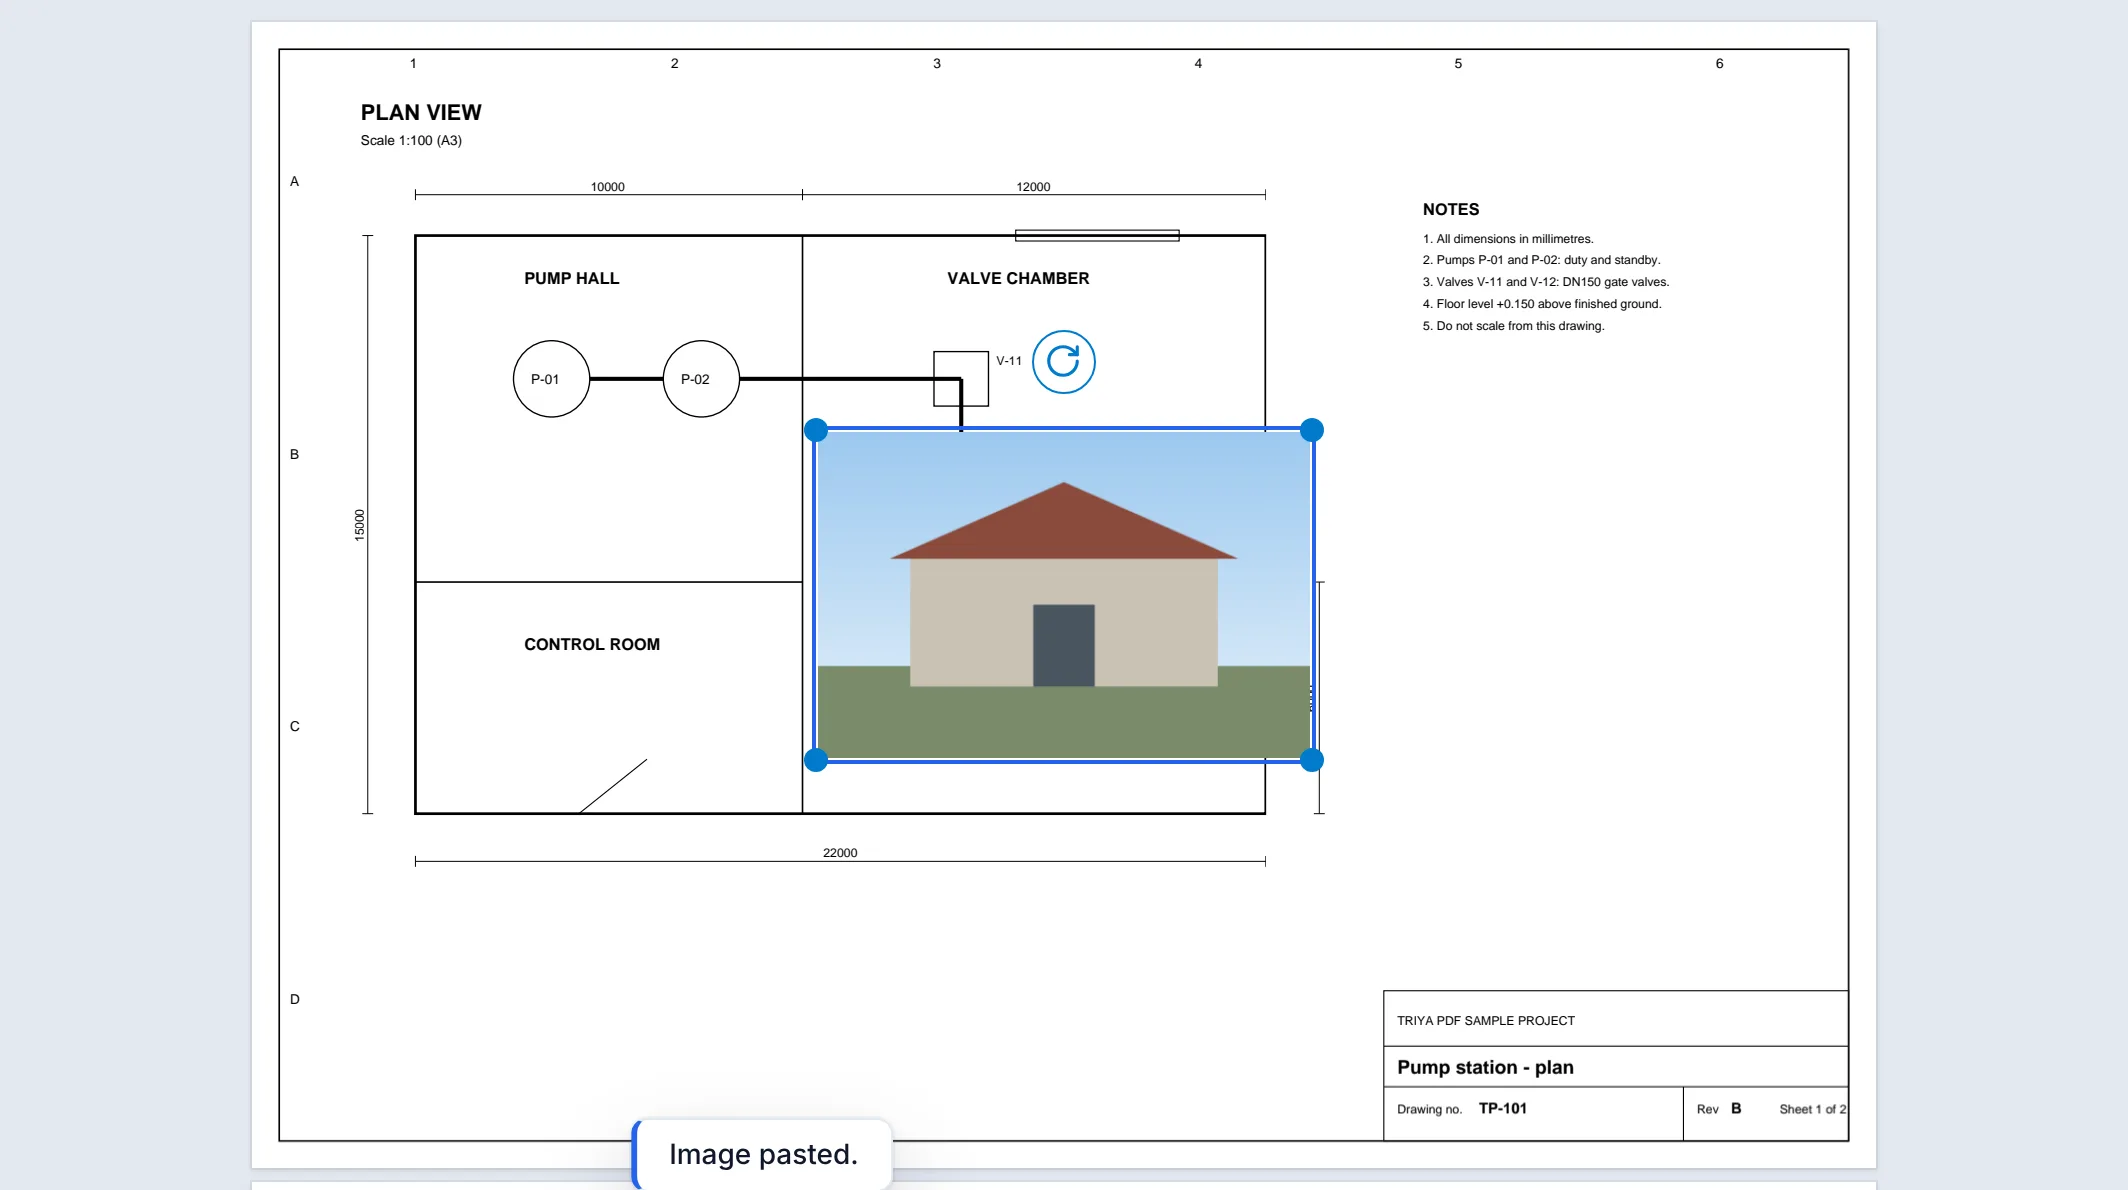 1 2 3 4 5 6
PLAN VIEW
Scale 1:100 (A3)
A
10000 12000
NOTES
1. All dimensions in millimetres.
2. Pumps P-01 and P-02: duty and standby.
3. Valves V-11 and V-12: DN150 gate valves.
4. Floor level +0.150 above finished ground.
5. Do not scale from this drawing.
PUMP HALL VALVE CHAMBER
P-01 P-02 V-11
B
15000
CONTROL ROOM
C
22000
D
TRIYA PDF SAMPLE PROJECT
Pump station - plan
Drawing no. TP-101 Rev B Sheet 1 of 2
Image pasted.